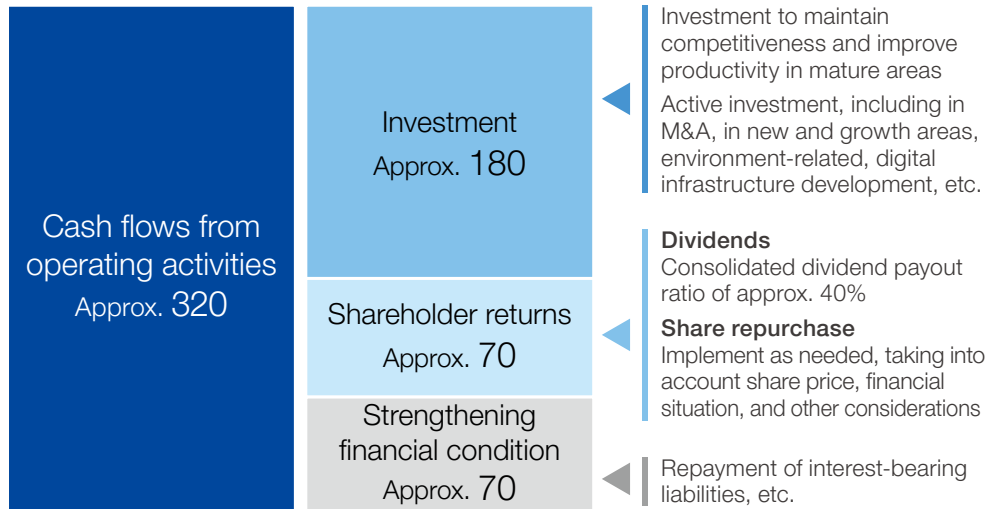 Cash flows from
operating activities
Approx. 320
Investment
Approx. 180
Shareholder returns
Approx. 70
Strengthening
financial condition
Approx. 70
Investment to maintain
competitiveness and improve
productivity in mature areas
Active investment, including in
M&A, in new and growth areas,
environment-related, digital
infrastructure development, etc.
Dividends
Consolidated dividend payout
ratio of approx. 40%
Share repurchase
Implement as needed, taking into
account share price, financial
situation, and other considerations
Repayment of interest-bearing
liabilities, etc.